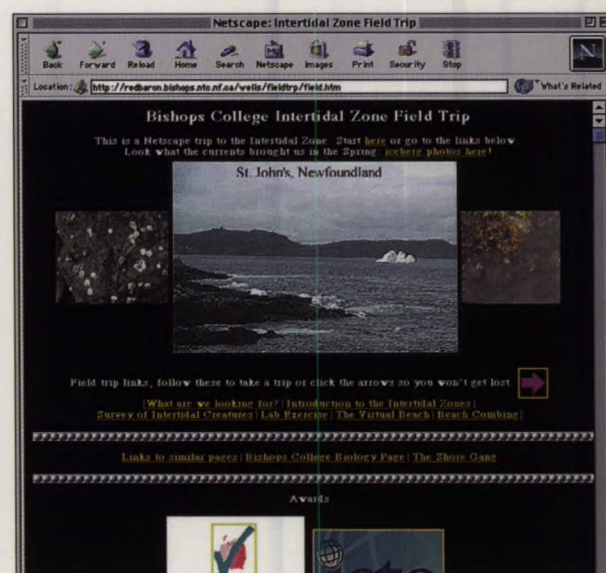 Netscape: Intertidal Zone Field Trip
Back Forward Reload Home Search Netscape Images Print Security Stop
N
Location: http://redbaron.bishops.ntc.nf.ca/wells/fieldtrp/field.htm What's Related
Bishops College Intertidal Zone Field Trip
This is a Netscape trip to the Intertidal Zone. Start here or go to the links below
Look what the currents brought us in the Spring: iceberg photos here!
St. John's, Newfoundland
Field trip links, follow these to take a trip or click the arrows so you won't get lost
[What are we looking for? | Introduction to the Intertidal Zones |
Survey of Intertidal Creatures | Lab Exercise | The Virtual Beach | Beach Combing]
Links to similar pages | Bishops College Biology Page | The Shore Gang
Awards